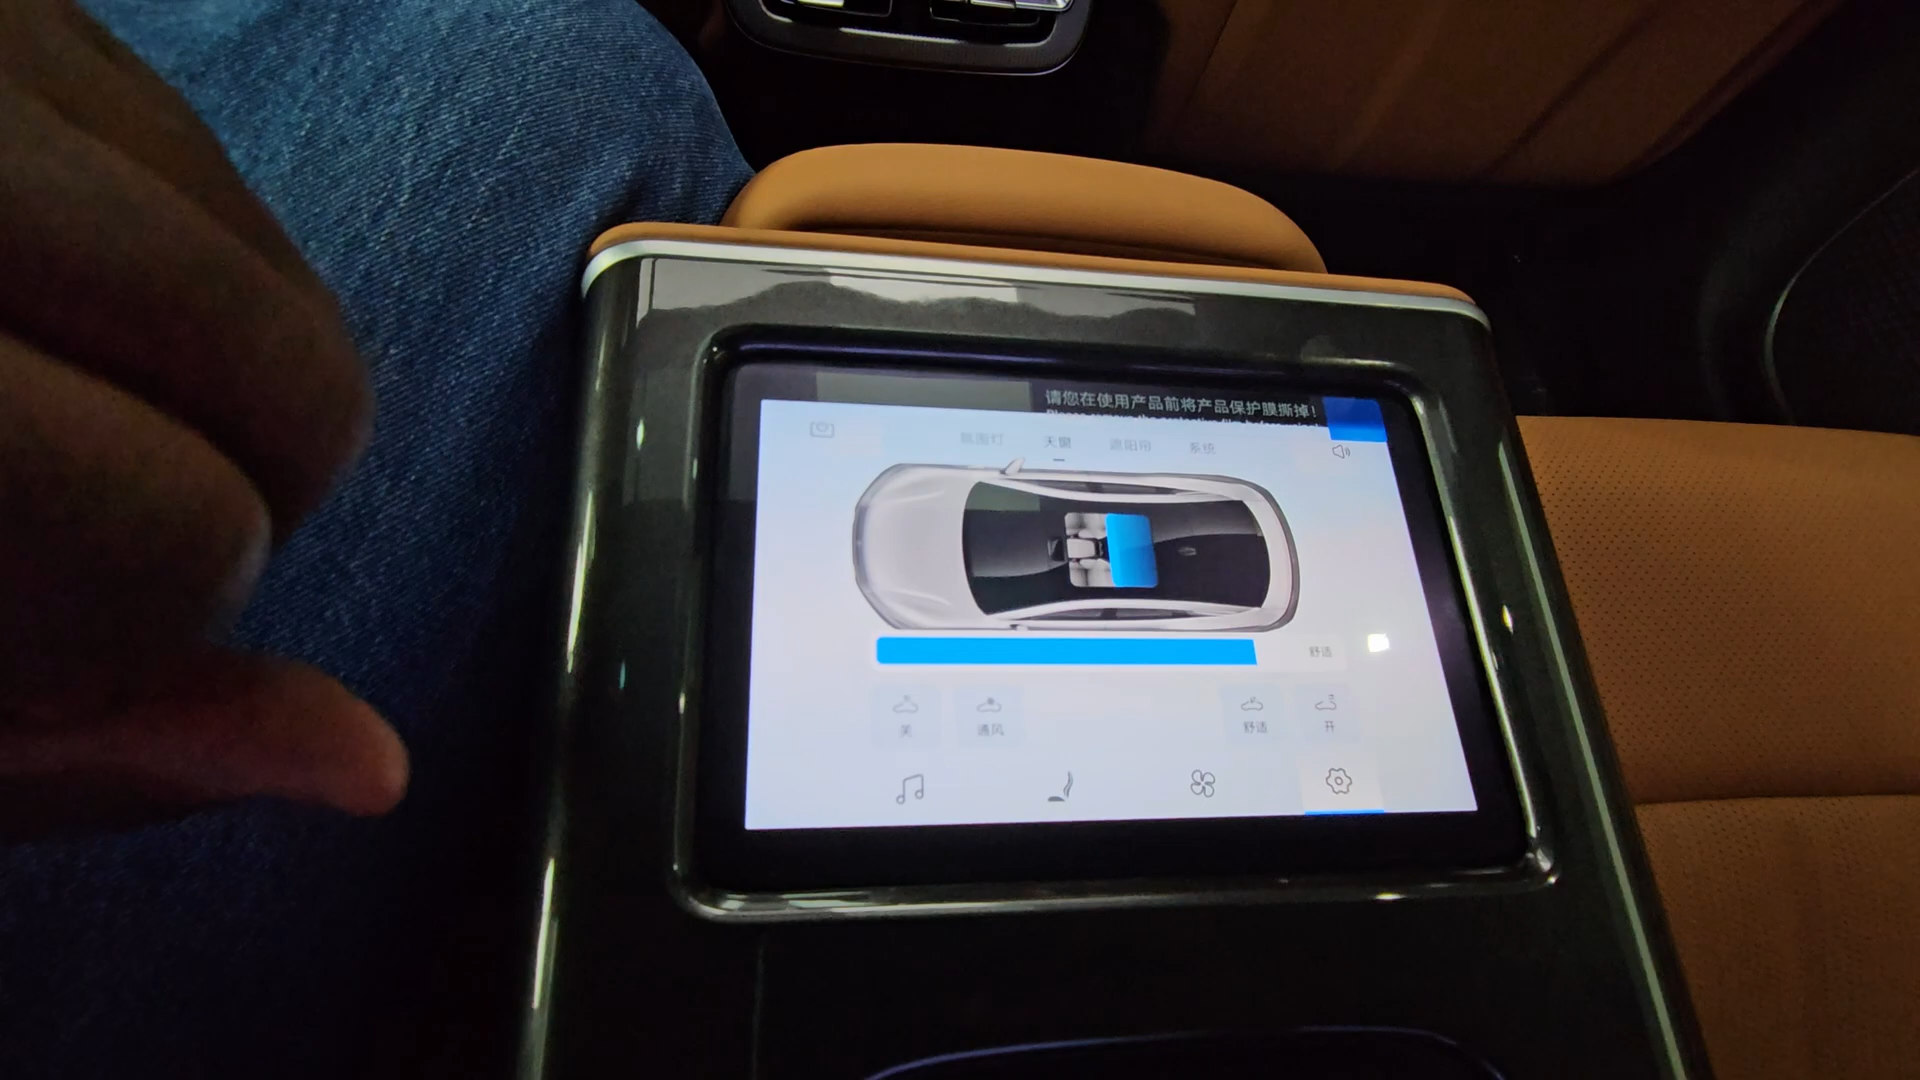 请您在使用产品前将产品保护膜撕掉!
氛围灯 天窗 遮阳帘 系统
舒适
关 通风 舒适 开